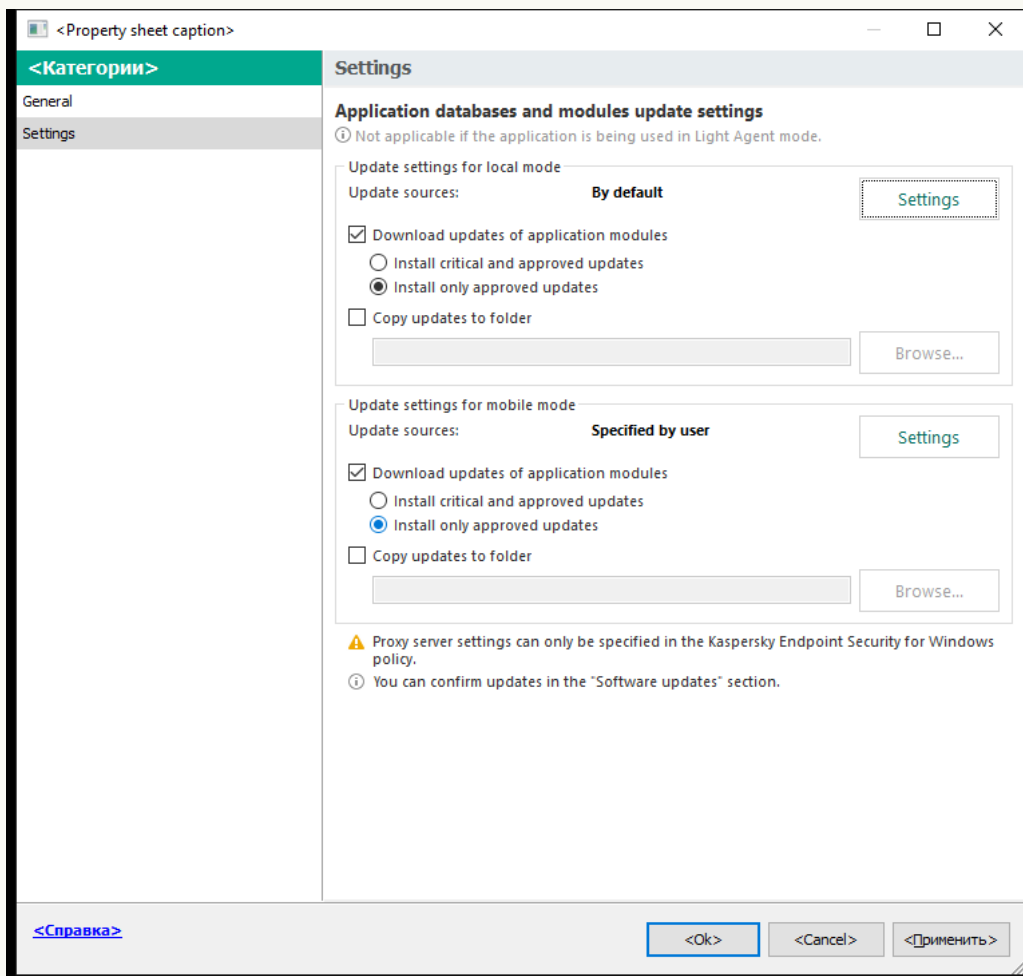 <Property sheet caption>
<Категории>
General
Settings
Settings
Application databases and modules update settings
Not applicable if the application is being used in Light Agent mode.
Update settings for local mode
Update sources: By default Settings
Download updates of application modules
Install critical and approved updates
Install only approved updates
Copy updates to folder
Browse...
Update settings for mobile mode
Update sources: Specified by user Settings
Download updates of application modules
Install critical and approved updates
Install only approved updates
Copy updates to folder
Browse...
Proxy server settings can only be specified in the Kaspersky Endpoint Security for Windows
policy.
You can confirm updates in the "Software updates" section.
<Справка>
<Ok> <Cancel> <Применить>